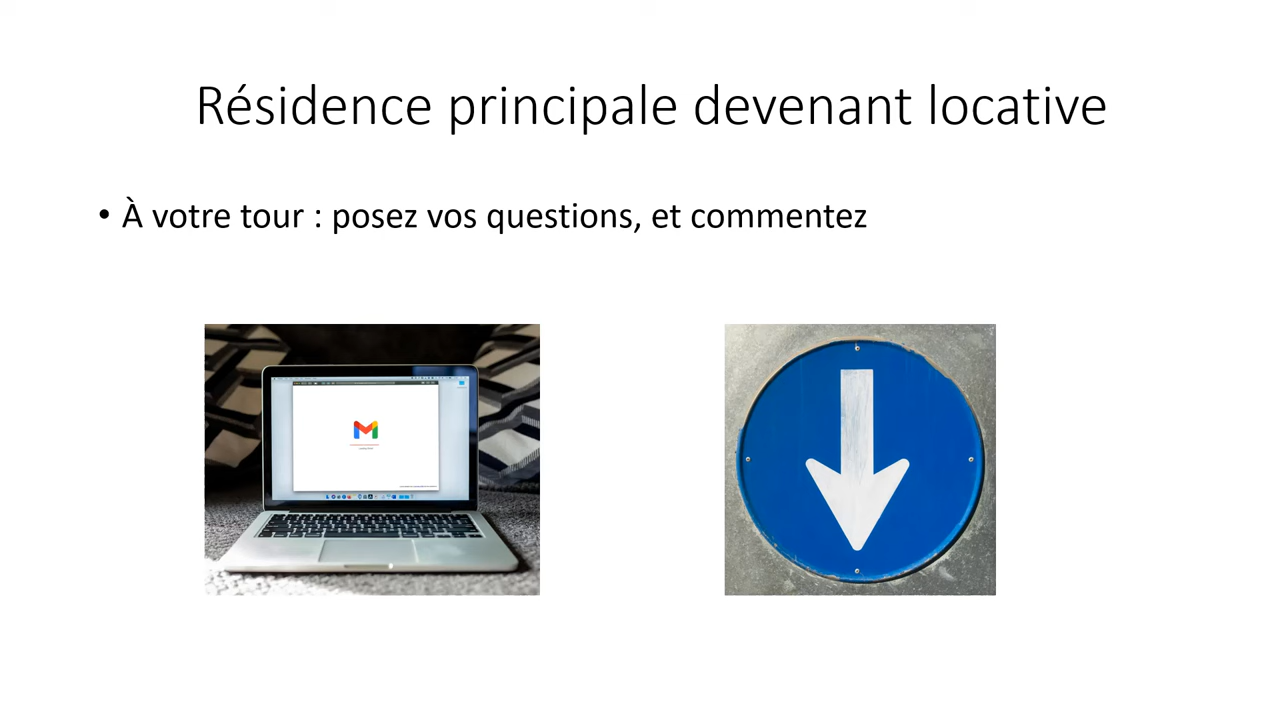 Résidence principale devenant locative
• À votre tour : posez vos questions, et commentez